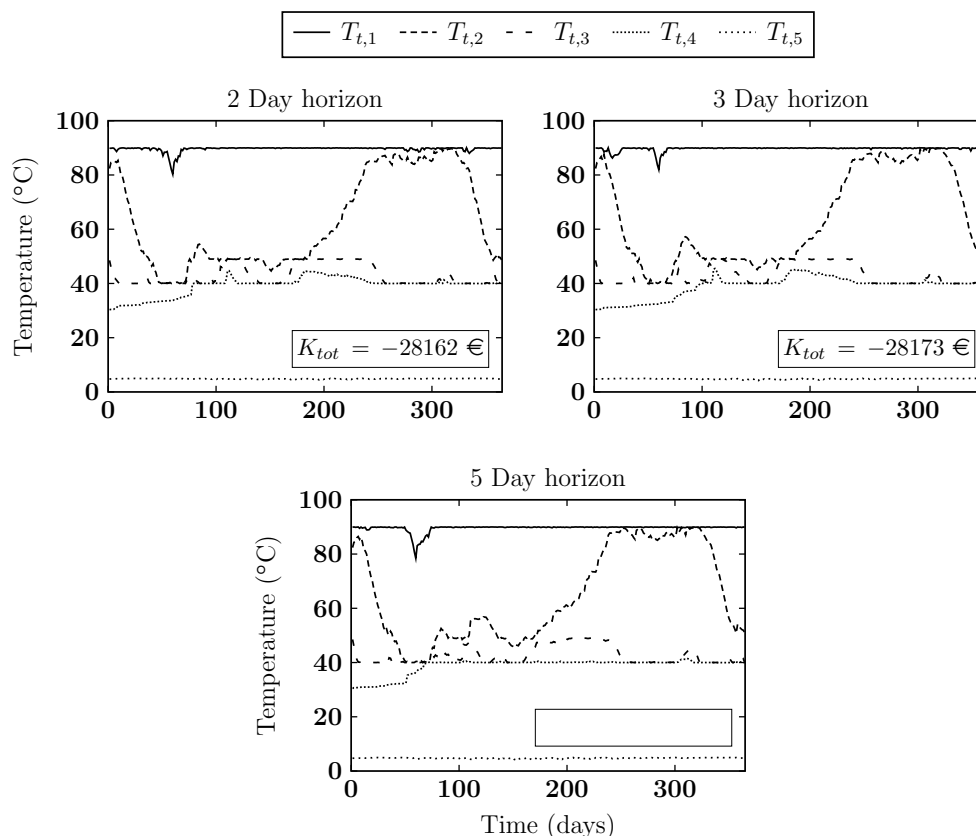 T_{t,1} T_{t,2} T_{t,3} T_{t,4} T_{t,5}
2 Day horizon
3 Day horizon
Temperature (°C)
100
80
60
40
20
0
K_{tot} = −28162 €
0 100 200 300
100
80
60
40
20
0
K_{tot} = −28173 €
0 100 200 300
5 Day horizon
Temperature (°C)
100
80
60
40
20
0
0 100 200 300
Time (days)